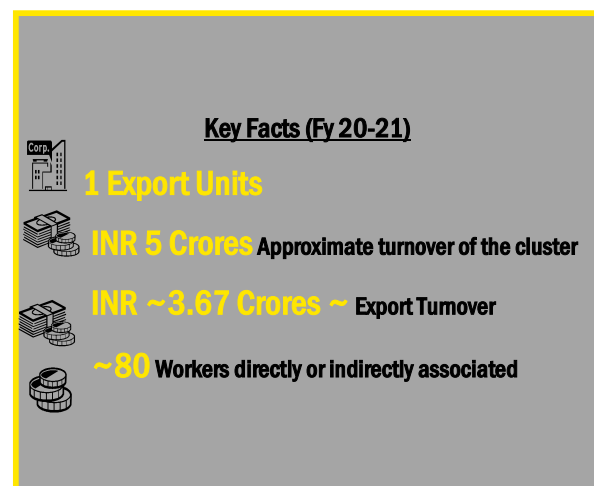 Key Facts (Fy 20-21)
Corp.
1 Export Units
INR 5 Crores Approximate turnover of the cluster
INR ~3.67 Crores ~ Export Turnover
~80 Workers directly or indirectly associated